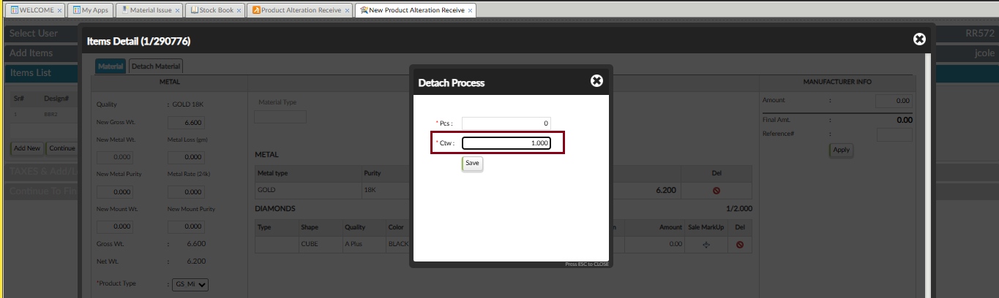 WELCOME × My Apps × Material Issue × Stock Book × Product Alteration Receive × New Product Alteration Receive ×
Select User RR572
Add Items jcole
Items List
Items Detail (1/290776)
Material Detach Material
Sr# Design#
1 BBR2
Add New Continue
TAXES & Add/L
Continue To Fin
METAL
Quality : GOLD 18K
New Gross Wt. 6.600
New Metal Wt. Metal Loss (gm)
0.000 0.000
New Metal Purity Metal Rate (24k)
0.000 0.000
New Mount Wt. New Mount Purity
0.000 0.000
Gross Wt. : 6.600
Net Wt. : 6.200
*Product Type : GS_Mi
Material Type
METAL
Metal type Purity Del
GOLD 18K 6.200
DIAMONDS 1/2.000
Type Shape Quality Color n Amount Sale MarkUp Del
CUBE A Plus BLACK 0.00
Detach Process
* Pcs : 0
* Ctw : 1.000
Save
Press ESC to CLOSE
MANUFACTURER INFO
Amount : 0.00
Final Amt. : 0.00
Reference# :
Apply